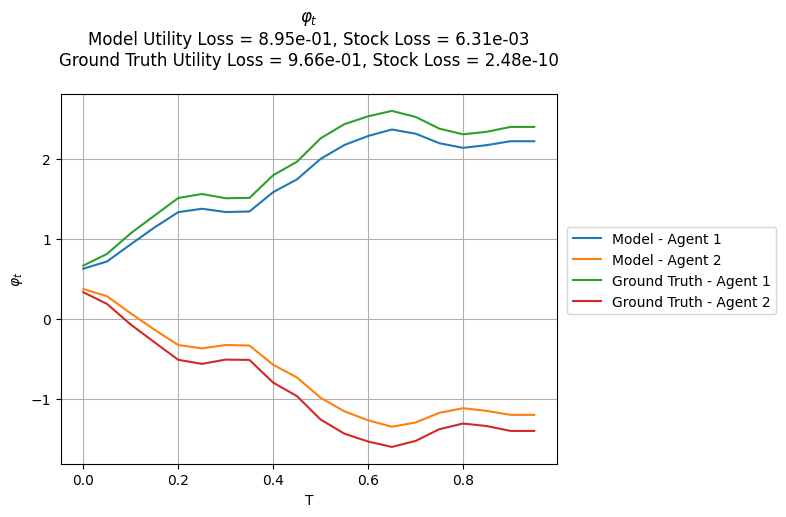 φₜ
Model Utility Loss = 8.95e-01, Stock Loss = 6.31e-03
Ground Truth Utility Loss = 9.66e-01, Stock Loss = 2.48e-10
φₜ
2
1
0
−1
0.0 0.2 0.4 0.6 0.8
T
Model - Agent 1
Model - Agent 2
Ground Truth - Agent 1
Ground Truth - Agent 2